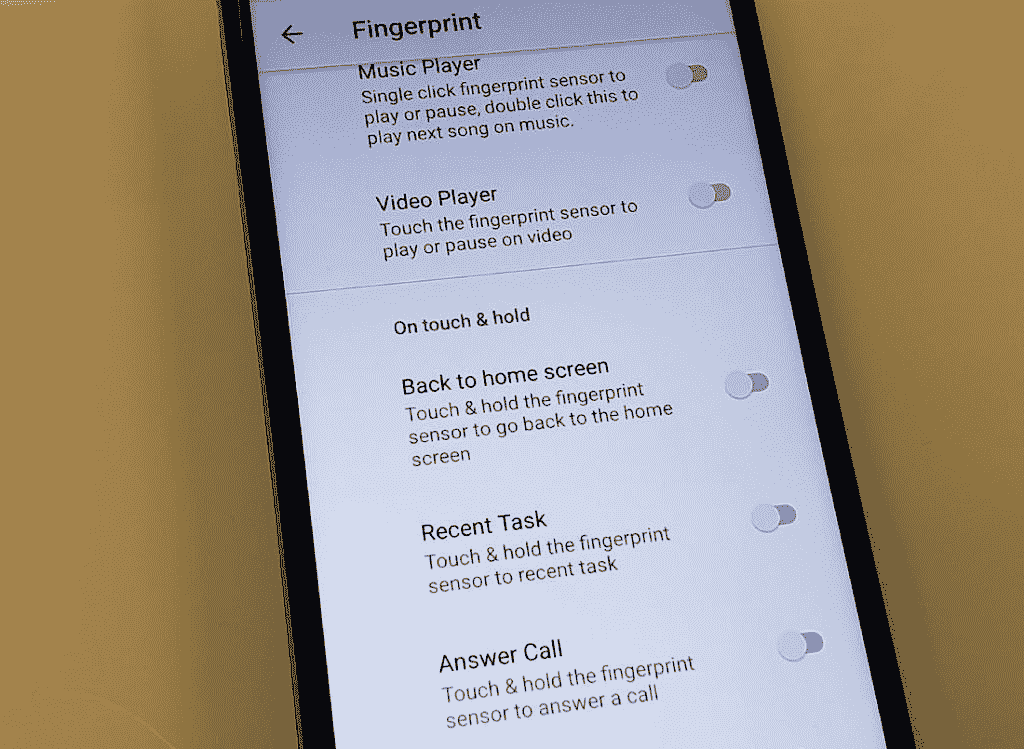 Fingerprint
Music Player
Single click fingerprint sensor to
play or pause, double click this to
play next song on music.
Video Player
Touch the fingerprint sensor to
play or pause on video
On touch & hold
Back to home screen
Touch & hold the fingerprint
sensor to go back to the home
screen
Recent Task
Touch & hold the fingerprint
sensor to recent task
Answer Call
Touch & hold the fingerprint
sensor to answer a call